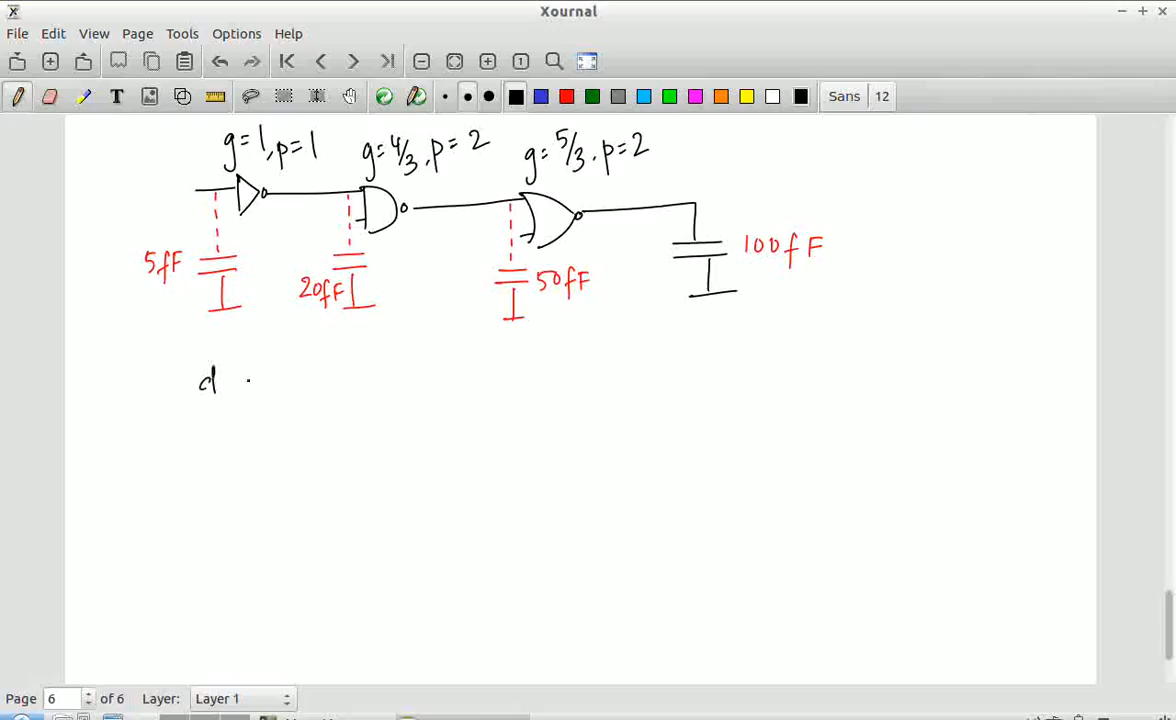 Xournal
File Edit View Page Tools Options Help
Sans 12
g=1, p=1 g=4/3, p=2 g=5/3, p=2
5fF 20fF 50fF 100fF
d
Page 6 of 6 Layer: Layer 1